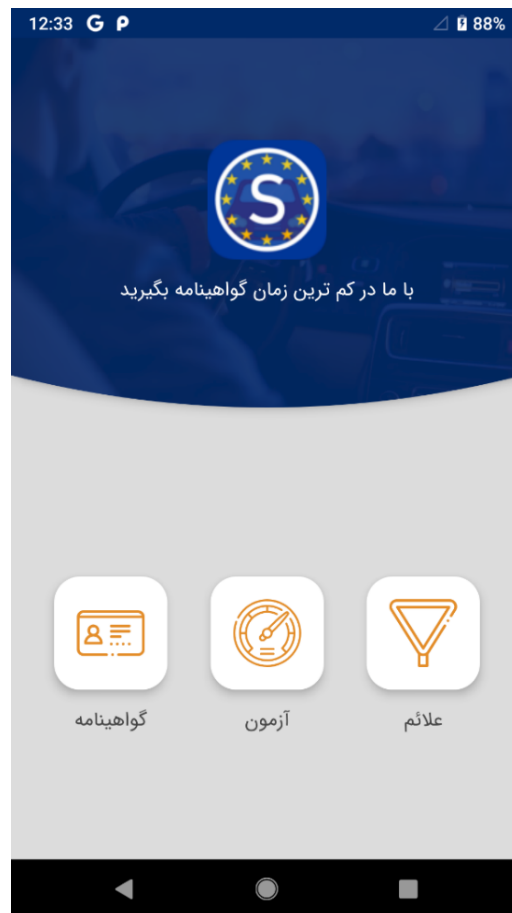 12:33 G P 88%
S
با ما در کم ترین زمان گواهینامه بگیرید
علائم
آزمون
گواهینامه